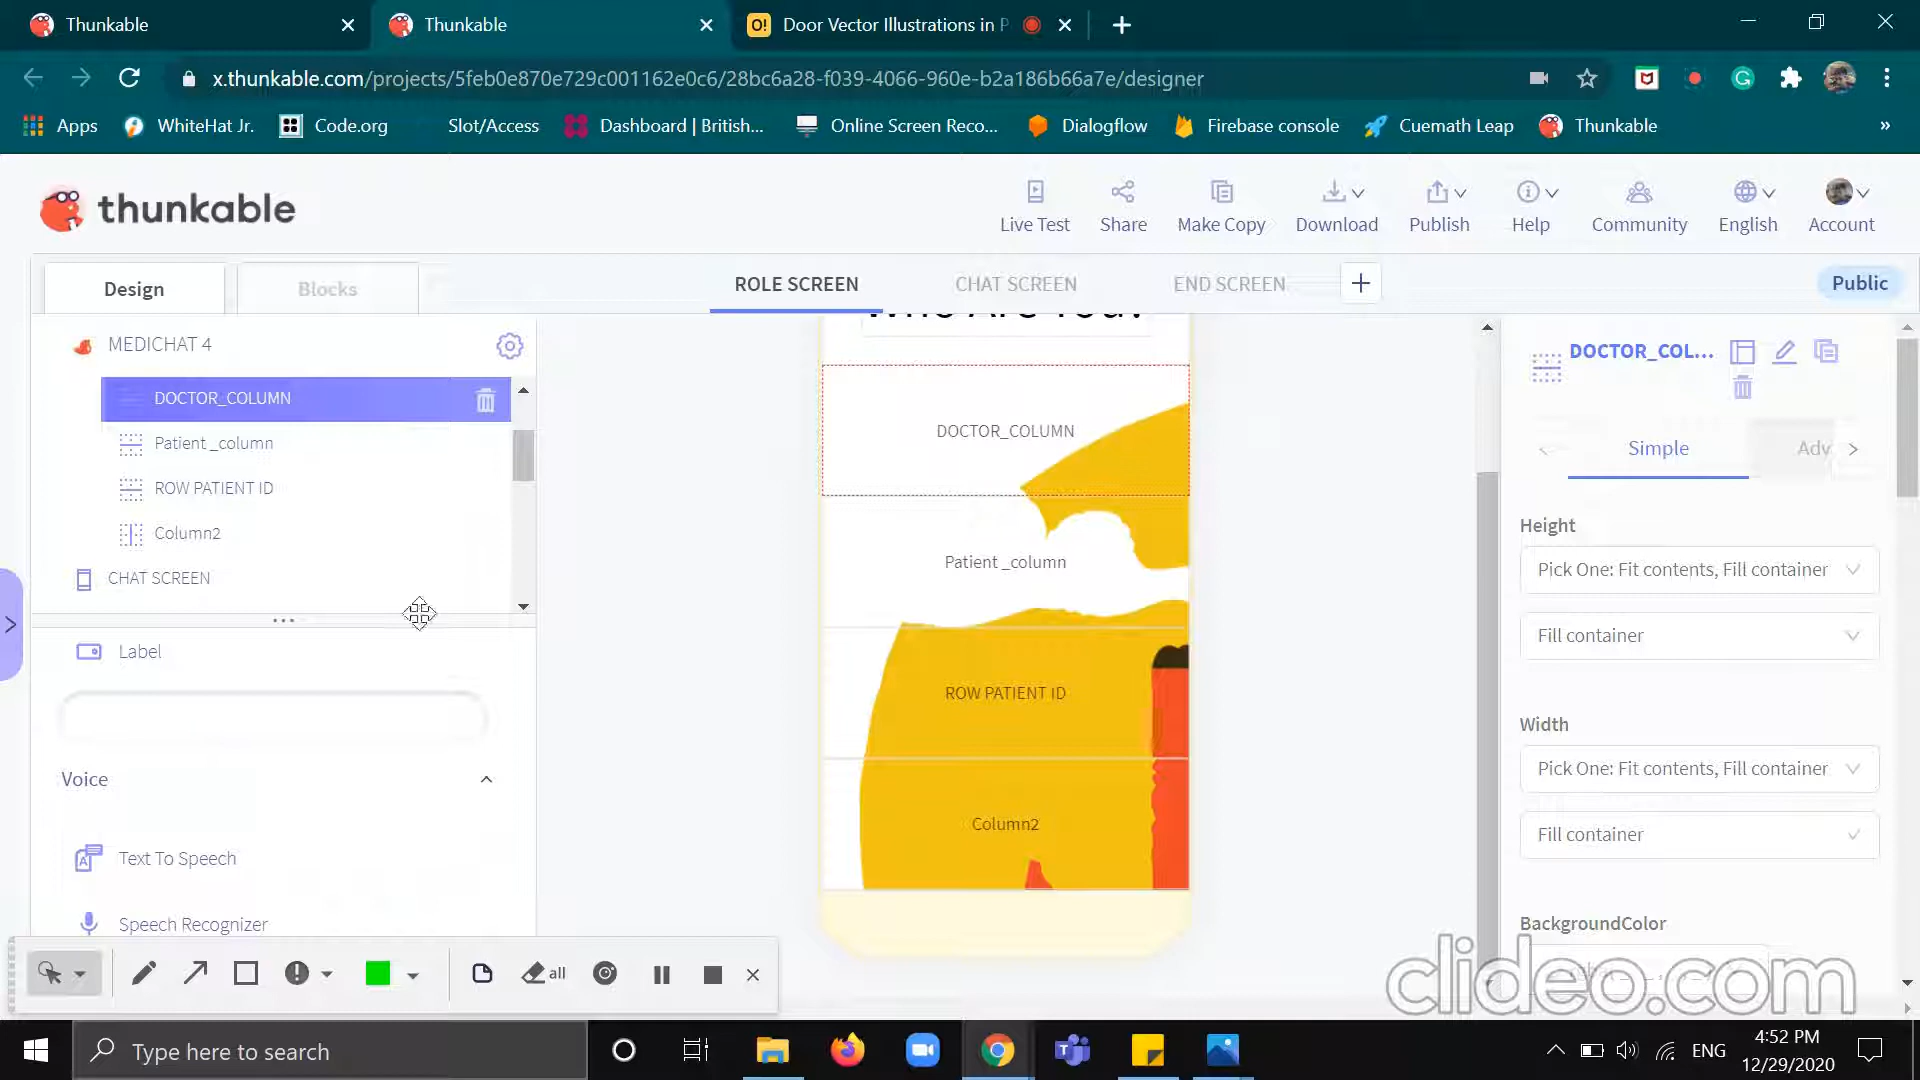 Thunkable
Thunkable
Door Vector Illustrations in P
x.thunkable.com/projects/5feb0e870e729c001162e0c6/28bc6a28-f039-4066-960e-b2a186b66a7e/designer
Apps
WhiteHat Jr.
Code.org
Slot/Access
Dashboard | British...
Online Screen Reco...
Dialogflow
Firebase console
Cuemath Leap
Thunkable
»
thunkable
Live Test
Share
Make Copy
Download
Publish
Help
Community
English
Account
Design
Blocks
ROLE SCREEN
CHAT SCREEN
END SCREEN
Public
MEDICHAT 4
DOCTOR_COLUMN
Patient _column
ROW PATIENT ID
Column2
CHAT SCREEN
Label
Voice
Text To Speech
Speech Recognizer
Who Are You?
DOCTOR_COLUMN
Patient _column
ROW PATIENT ID
Column2
DOCTOR_COL...
Simple
Adv
Height
Pick One: Fit contents, Fill container
Fill container
Width
Pick One: Fit contents, Fill container
Fill container
BackgroundColor
clideo.com
all
Type here to search
ENG
4:52 PM
12/29/2020